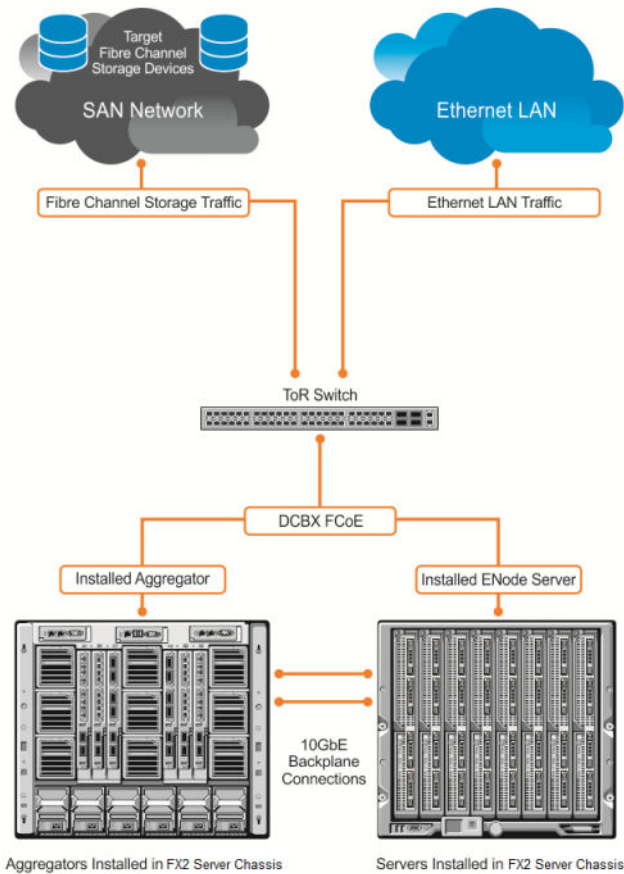 Target
Fibre Channel
Storage Devices
SAN Network
Ethernet LAN
Fibre Channel Storage Traffic
Ethernet LAN Traffic
ToR Switch
DCBX FCoE
Installed Aggregator
Installed ENode Server
10GbE
Backplane
Connections
Aggregators Installed in FX2 Server Chassis
Servers Installed in FX2 Server Chassis